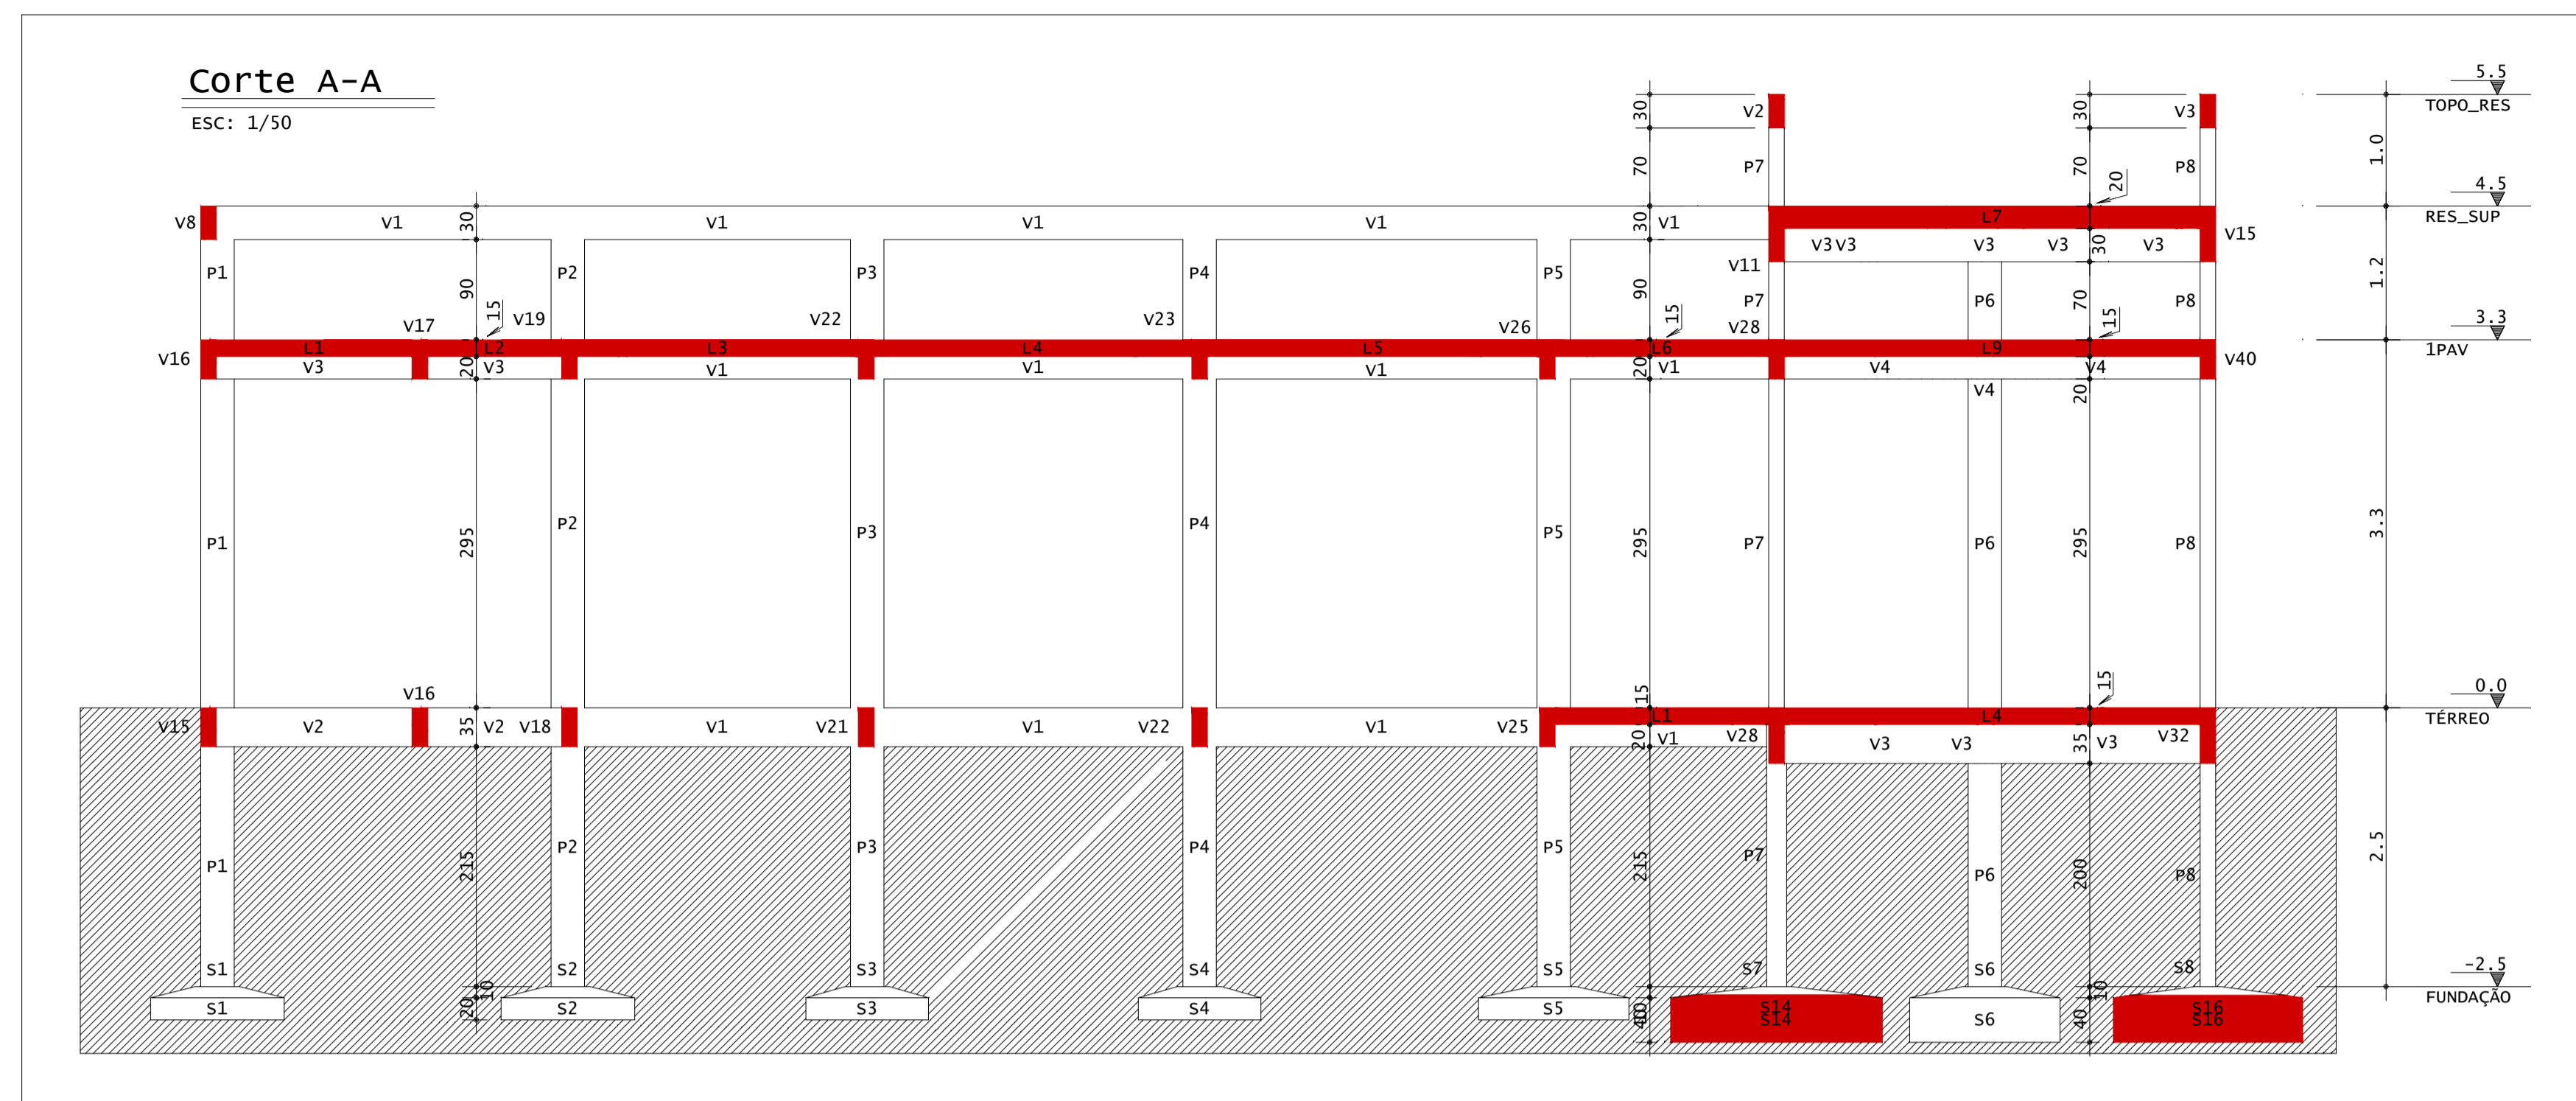 Corte A-A
ESC: 1/50
5.5
TOPO_RES
30 V2 30 V3
70 P7 70 P8 1.0
20
4.5
RES_SUP
V8 V1 30 V1 V1 V1 30 V1 L7
V15
V3 V3 V3 V3 30 V3
V11
P1 P2 P3 P4 P5 1.2
90 90 P7 P6 70 P8
15 15 15
V17 V19 V22 V23 V26 V28
3.3
1PAV
V16 L1 L2 L3 L4 L5 L6 L9 V40
V3 20 V3 V1 V1 V1 20 V1 V4 V4
V4 20
P1 295 P2 P3 P4 P5 295 P7 P6 295 P8 3.3
V16 15 15
0.0
TÉRREO
L1 L4
V15 V2 35 V2 V18 V1 V21 V1 V22 V1 V25 20 V1 V28 V3 V3 35 V3 V32
P1 215 P2 P3 P4 P5 215 P7 P6 200 P8 2.5
S1 S2 S3 S4 S5 S7 S6 S8
-2.5
FUNDAÇÃO
10 10
S1 20 S2 S3 S4 S5 40 S14 S6 40 S16
S14 S16